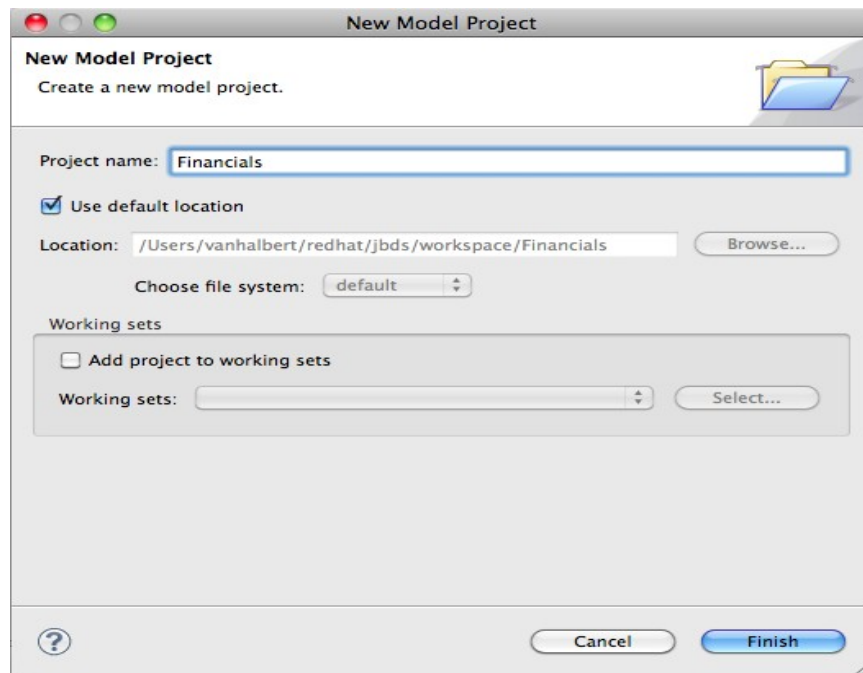 New Model Project
New Model Project
Create a new model project.
Project name: Financials
Use default location
Location: /Users/vanhalbert/redhat/jbds/workspace/Financials Browse...
Choose file system: default
Working sets
Add project to working sets
Working sets: Select...
? Cancel Finish